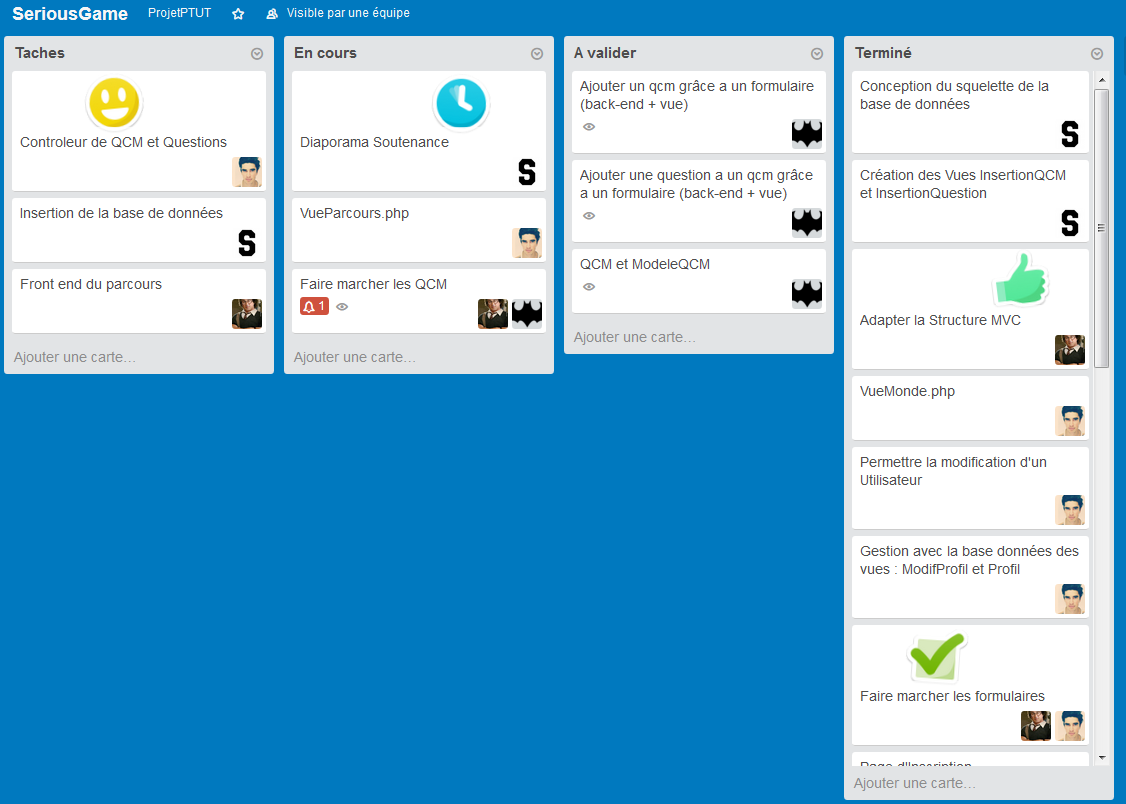 SeriousGame ProjetPTUT Visible par une équipe
Taches
Controleur de QCM et Questions
Insertion de la base de données
S
Front end du parcours
Ajouter une carte…
En cours
Diaporama Soutenance
S
VueParcours.php
Faire marcher les QCM
1
Ajouter une carte…
A valider
Ajouter un qcm grâce a un formulaire
(back-end + vue)
Ajouter une question a un qcm grâce
a un formulaire (back-end + vue)
QCM et ModeleQCM
Ajouter une carte…
Terminé
Conception du squelette de la
base de données
S
Création des Vues InsertionQCM
et InsertionQuestion
S
Adapter la Structure MVC
VueMonde.php
Permettre la modification d'un
Utilisateur
Gestion avec la base données des
vues : ModifProfil et Profil
Faire marcher les formulaires
Page d'Inscription
Ajouter une carte…